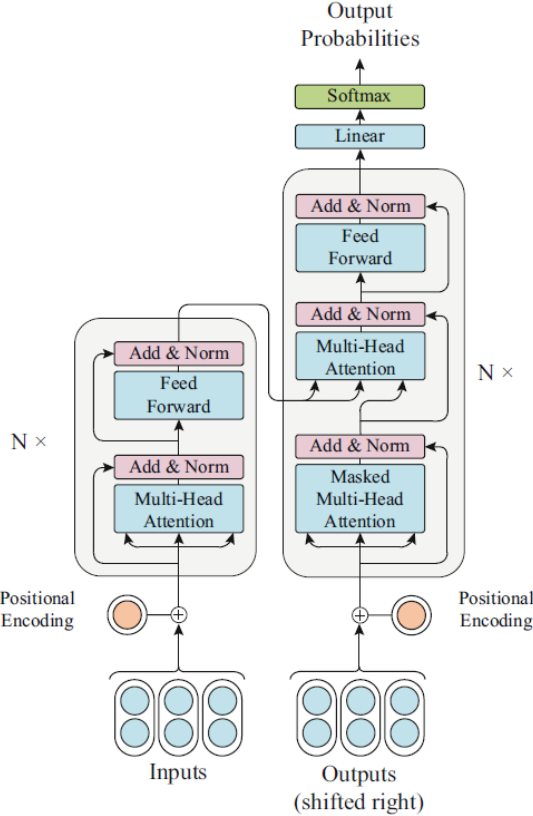 Output
Probabilities
Softmax
Linear
Add & Norm
Feed
Forward
Add & Norm
Multi-Head
Attention
N ×
Add & Norm
Masked
Multi-Head
Attention
Add & Norm
Feed
Forward
N ×
Add & Norm
Multi-Head
Attention
Positional
Encoding
Positional
Encoding
Inputs
Outputs
(shifted right)